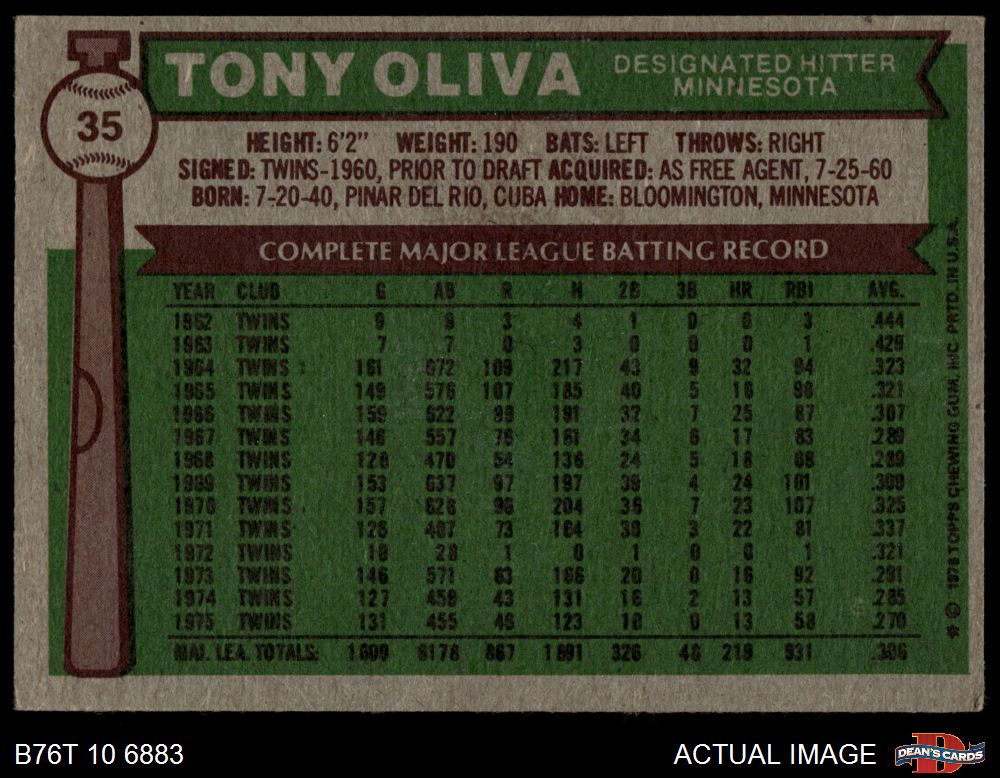 TONY OLIVA
DESIGNATED HITTER
MINNESOTA
35
HEIGHT: 6'2" WEIGHT: 190 BATS: LEFT THROWS: RIGHT
SIGNED: TWINS-1960, PRIOR TO DRAFT ACQUIRED: AS FREE AGENT, 7-25-60
BORN: 7-20-40, PINAR DEL RIO, CUBA HOME: BLOOMINGTON, MINNESOTA
COMPLETE MAJOR LEAGUE BATTING RECORD
YEAR CLUB G AB R H 2B 3B HR RBI AVG.
1962 TWINS 9 9 3 4 1 0 0 3 .444
1963 TWINS 7 7 0 3 0 0 0 1 .429
1964 TWINS 161 672 109 217 43 9 32 94 .323
1965 TWINS 149 576 107 185 40 5 16 98 .321
1966 TWINS 159 622 99 191 32 7 25 87 .307
1967 TWINS 146 557 76 161 34 6 17 83 .289
1968 TWINS 128 470 54 136 24 5 18 68 .289
1969 TWINS 153 637 97 197 39 4 24 101 .309
1970 TWINS 157 628 96 204 36 7 23 107 .325
1971 TWINS 126 487 73 164 30 3 22 81 .337
1972 TWINS 10 28 1 1 0 0 1 .321
1973 TWINS 146 571 63 166 20 0 16 92 .291
1974 TWINS 127 459 43 131 16 2 13 57 .285
1975 TWINS 131 455 46 123 10 0 13 58 .270
MAJ. LEA. TOTALS: 1609 6178 867 1891 326 48 219 931 .306
* © 1976 TOPPS CHEWING GUM, INC. PRTD. IN U.S.A.
B76T 10 6883
ACTUAL IMAGE
DEAN'S CARDS